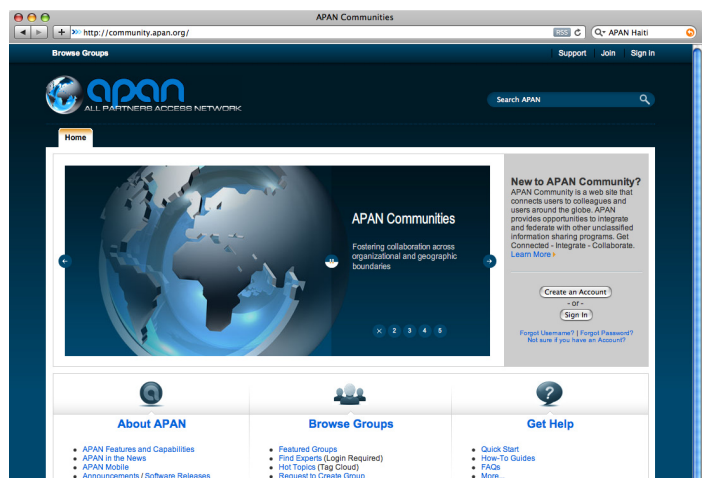 APAN Communities
http://community.apan.org/
RSS
APAN Haiti
Browse Groups
Support Join Sign In
apan
ALL PARTNERS ACCESS NETWORK
Search APAN
Home
APAN Communities
Fostering collaboration across
organizational and geographic
boundaries
2 3 4 5
New to APAN Community?
APAN Community is a web site that
connects users to colleagues and
users around the globe. APAN
provides opportunities to integrate
and federate with other unclassified
information sharing programs. Get
Connected - Integrate - Collaborate.
Learn More
Create an Account
- or -
Sign In
Forgot Username? | Forgot Password?
Not sure if you have an Account?
About APAN
APAN Features and Capabilities
APAN in the News
APAN Mobile
Announcements / Software Releases
Browse Groups
Featured Groups
Find Experts (Login Required)
Hot Topics (Tag Cloud)
Request to Create Group
Get Help
Quick Start
How-To Guides
FAQs
More...